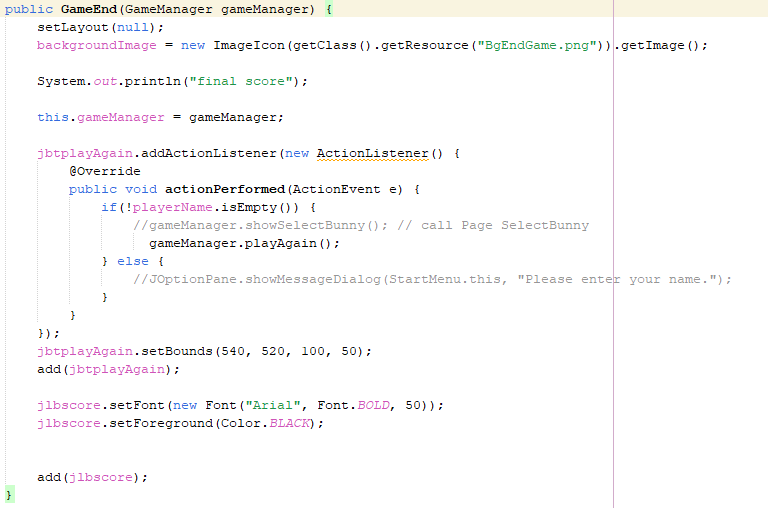 public GameEnd(GameManager gameManager) {
    setLayout(null);
    backgroundImage = new ImageIcon(getClass().getResource("BgEndGame.png")).getImage();

    System.out.println("final score");

    this.gameManager = gameManager;

    jbtplayAgain.addActionListener(new ActionListener() {
        @Override
        public void actionPerformed(ActionEvent e) {
            if(!playerName.isEmpty()) {
                //gameManager.showSelectBunny(); // call Page SelectBunny
                  gameManager.playAgain();
            } else {
                //JOptionPane.showMessageDialog(StartMenu.this, "Please enter your name.");
            }
        }
    });
    jbtplayAgain.setBounds(540, 520, 100, 50);
    add(jbtplayAgain);

    jlbscore.setFont(new Font("Arial", Font.BOLD, 50));
    jlbscore.setForeground(Color.BLACK);


    add(jlbscore);
}